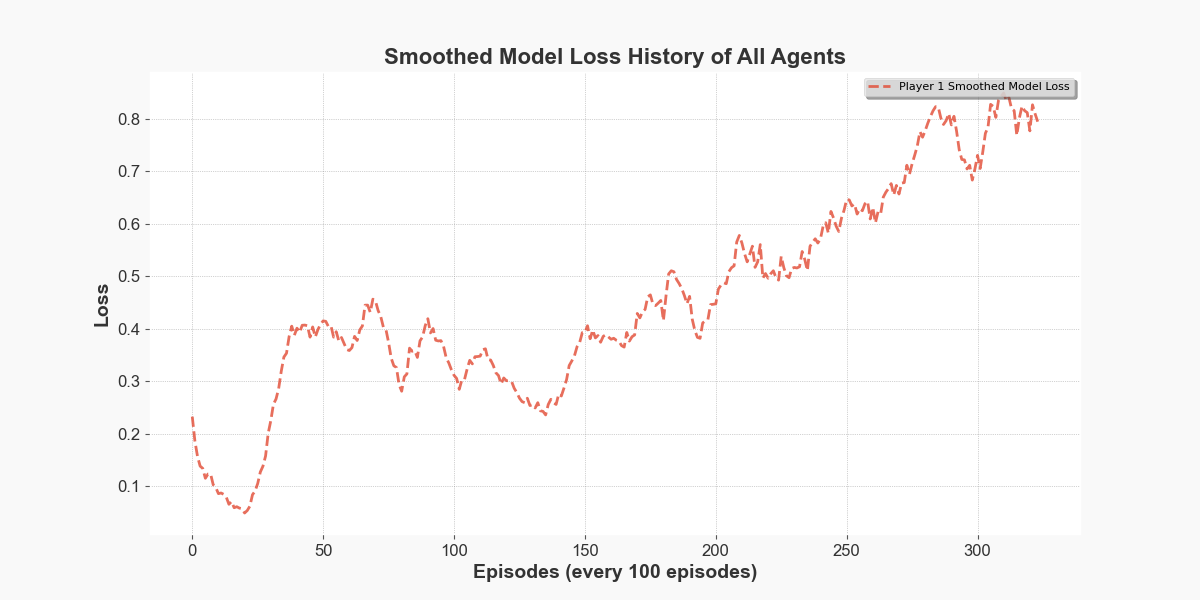 Smoothed Model Loss History of All Agents
Player 1 Smoothed Model Loss
Loss
0.8
0.7
0.6
0.5
0.4
0.3
0.2
0.1
0 50 100 150 200 250 300
Episodes (every 100 episodes)